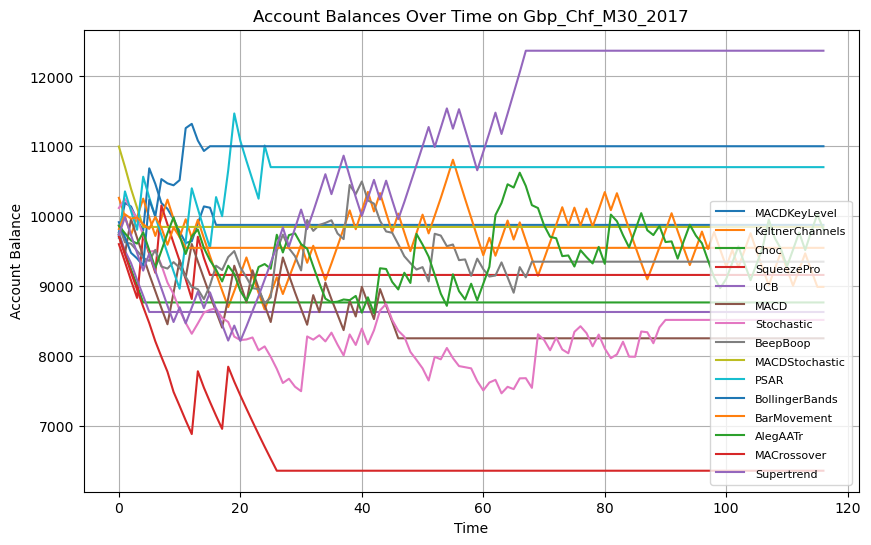 Account Balances Over Time on Gbp_Chf_M30_2017
Account Balance
12000
11000
10000
9000
8000
7000
0
20
40
60
80
100
120
Time
MACDKeyLevel
KeltnerChannels
Choc
SqueezePro
UCB
MACD
Stochastic
BeepBoop
MACDStochastic
PSAR
BollingerBands
BarMovement
AlegAATr
MACrossover
Supertrend